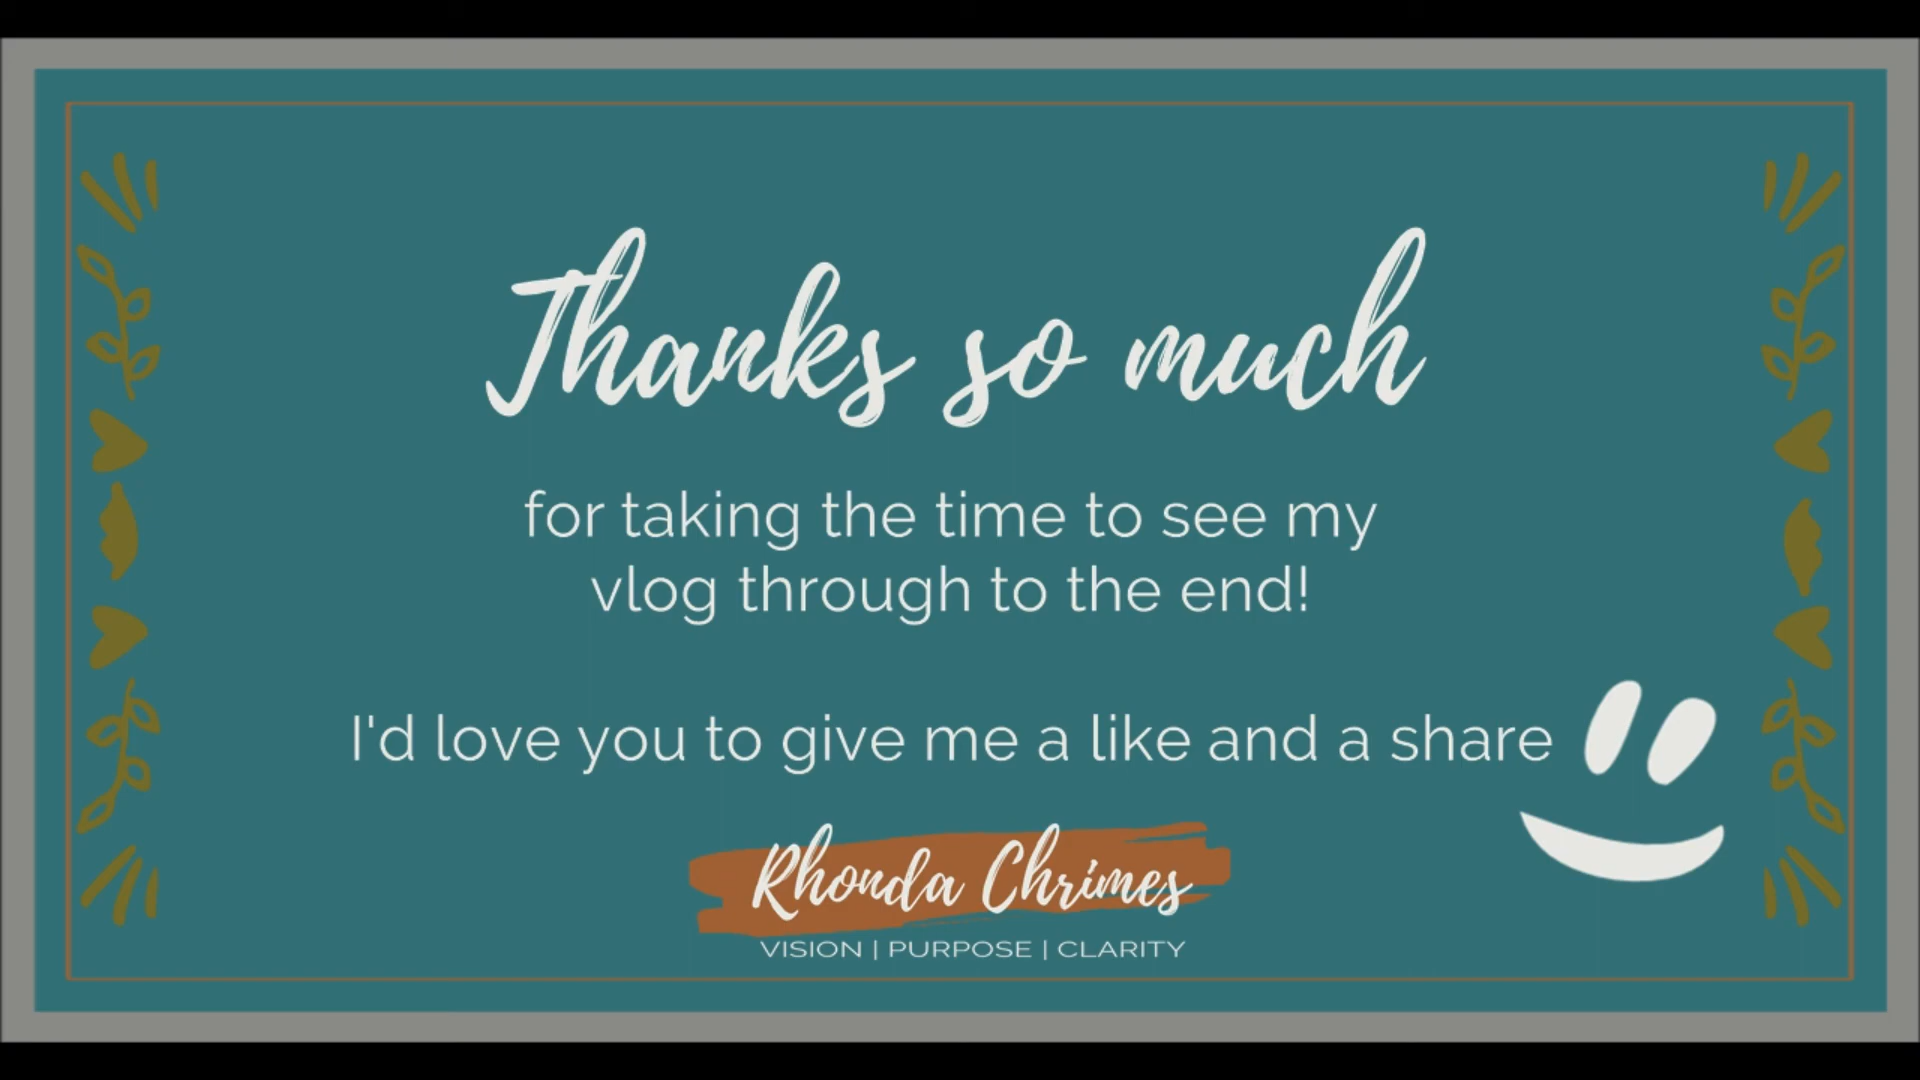 Thanks so much
for taking the time to see my
vlog through to the end!
I'd love you to give me a like and a share
Rhonda Chrimes
VISION | PURPOSE | CLARITY